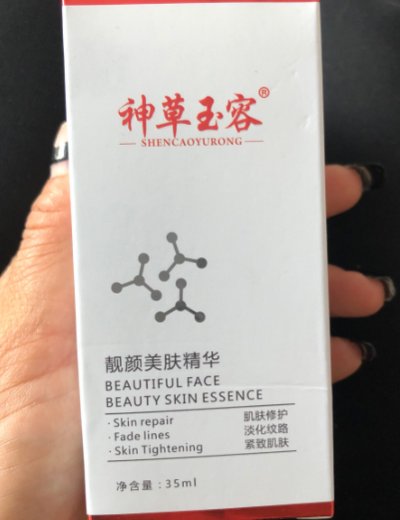 神草玉容®
SHENCAOYURONG
靓颜美肤精华
BEAUTIFUL FACE
BEAUTY SKIN ESSENCE
· Skin repair 肌肤修护
· Fade lines 淡化纹路
· Skin Tightening 紧致肌肤
净含量：35ml